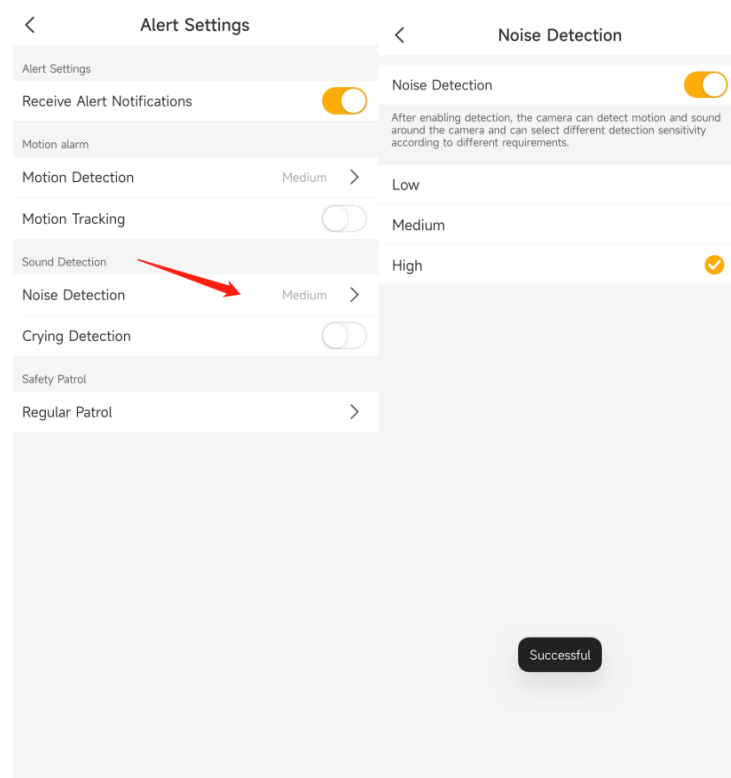 Alert Settings
Alert Settings
Receive Alert Notifications
Motion alarm
Motion Detection Medium
Motion Tracking
Sound Detection
Noise Detection Medium
Crying Detection
Safety Patrol
Regular Patrol
Noise Detection
Noise Detection
After enabling detection, the camera can detect motion and sound
around the camera and can select different detection sensitivity
according to different requirements.
Low
Medium
High
Successful